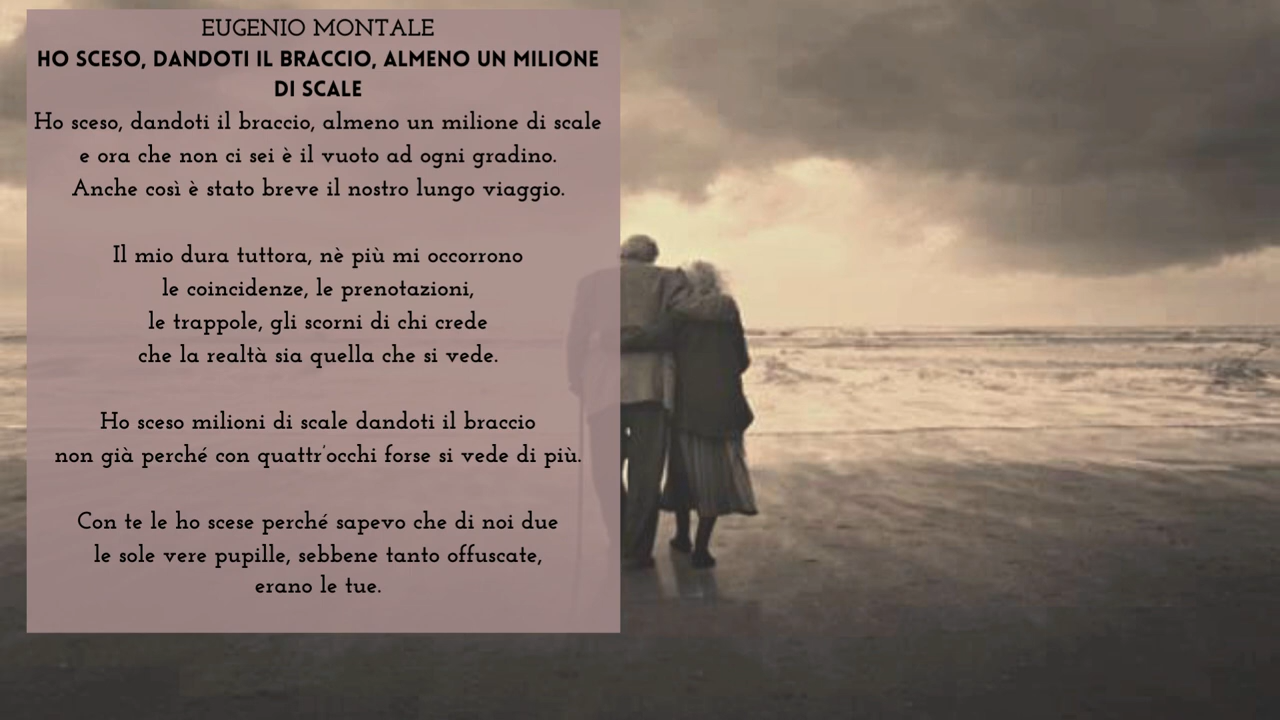 EUGENIO MONTALE
HO SCESO, DANDOTI IL BRACCIO, ALMENO UN MILIONE
DI SCALE
Ho sceso, dandoti il braccio, almeno un milione di scale
e ora che non ci sei è il vuoto ad ogni gradino.
Anche così è stato breve il nostro lungo viaggio.
Il mio dura tuttora, nè più mi occorrono
le coincidenze, le prenotazioni,
le trappole, gli scorni di chi crede
che la realtà sia quella che si vede.
Ho sceso milioni di scale dandoti il braccio
non già perché con quattr'occhi forse si vede di più.
Con te le ho scese perché sapevo che di noi due
le sole vere pupille, sebbene tanto offuscate,
erano le tue.